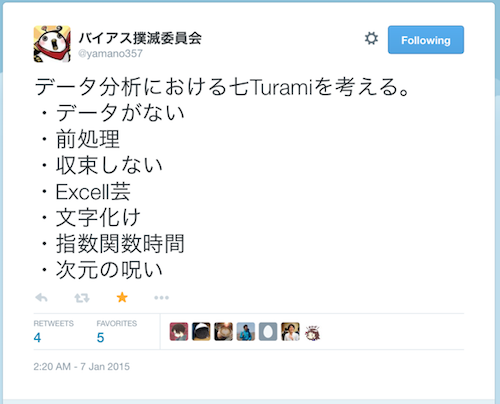 バイアス撲滅委員会
@yamano357
Following
データ分析における七Turamiを考える。
・データがない
・前処理
・収束しない
・Excell芸
・文字化け
・指数関数時間
・次元の呪い
RETWEETS
4
FAVORITES
5
2:20 AM - 7 Jan 2015